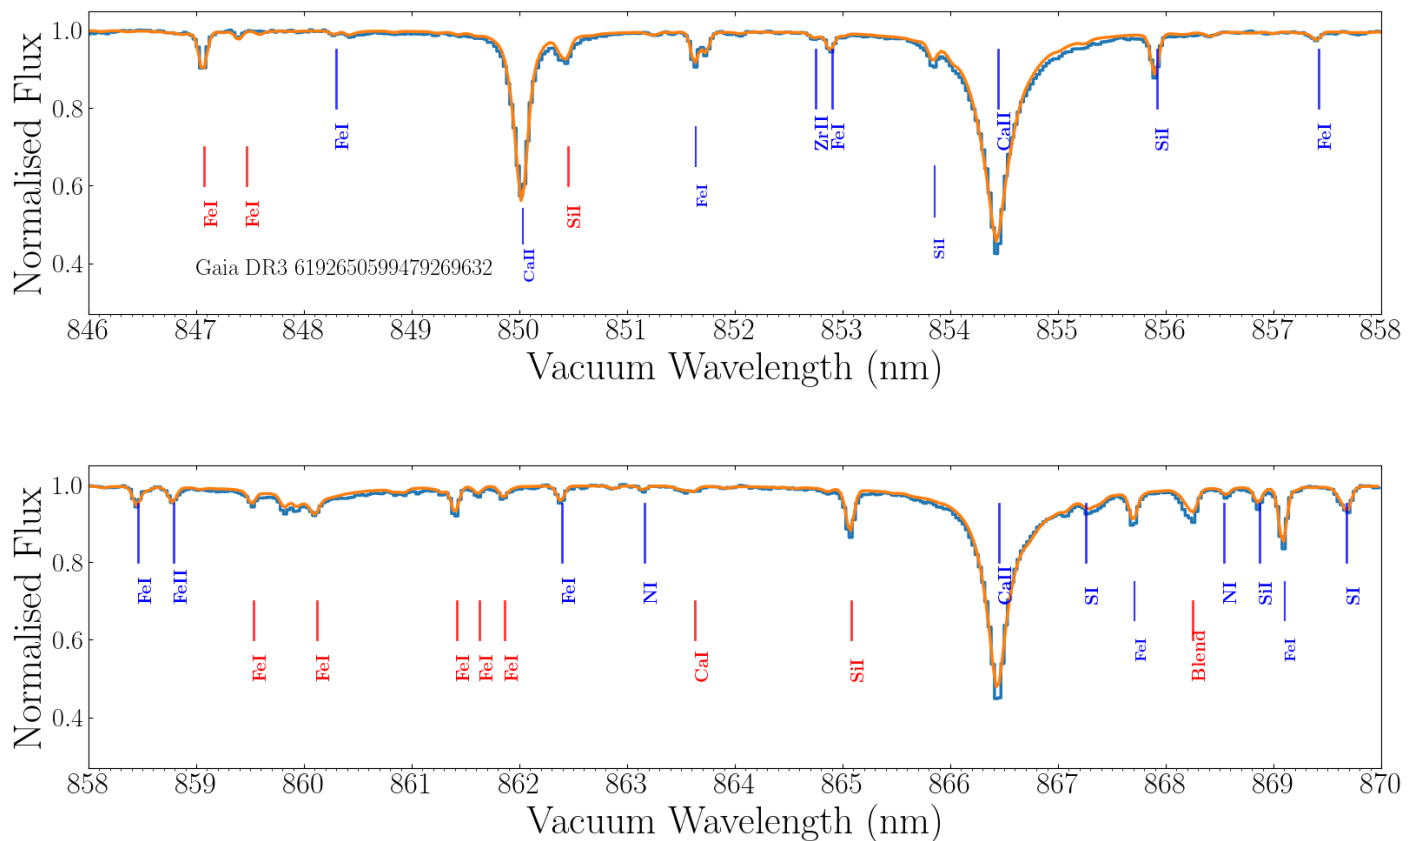 Normalised Flux
1.0
0.8
0.6
0.4
FeI
FeI
FeI
CaII
SiI
FeI
ZrII
FeI
SiI
CaII
SiI
FeI
Gaia DR3 6192650599479269632
846 847 848 849 850 851 852 853 854 855 856 857 858
Vacuum Wavelength (nm)
Normalised Flux
1.0
0.8
0.6
0.4
FeI
FeII
FeI
FeI
FeI
FeI
FeI
FeI
NI
CaI
SiI
CaII
SI
FeI
Blend
NI
SiI
FeI
SI
858 859 860 861 862 863 864 865 866 867 868 869 870
Vacuum Wavelength (nm)